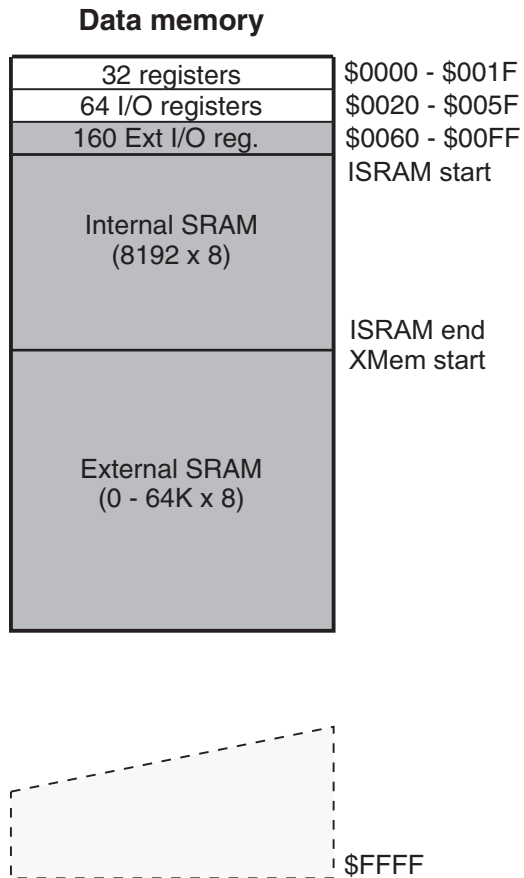 Data memory
32 registers
$0000 - $001F
64 I/O registers
$0020 - $005F
160 Ext I/O reg.
$0060 - $00FF
ISRAM start
Internal SRAM
(8192 x 8)
ISRAM end
XMem start
External SRAM
(0 - 64K x 8)
$FFFF